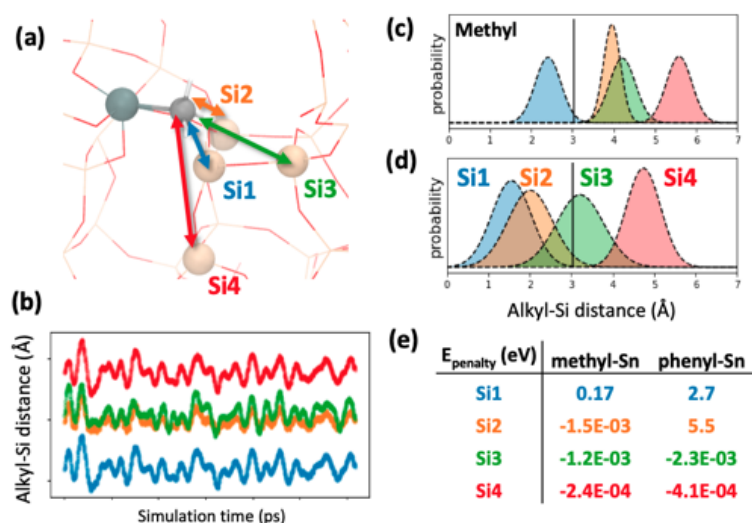 (a)
Si2
Si1
Si3
Si4
(b)
Alkyl-Si distance (Å)
Simulation time (ps)
(c)
Methyl
probability
0 1 2 3 4 5 6 7
(d)
Si1 Si2 Si3 Si4
probability
0 1 2 3 4 5 6 7
Alkyl-Si distance (Å)
(e)
E_penalty (eV) methyl-Sn phenyl-Sn
Si1 0.17 2.7
Si2 -1.5E-03 5.5
Si3 -1.2E-03 -2.3E-03
Si4 -2.4E-04 -4.1E-04